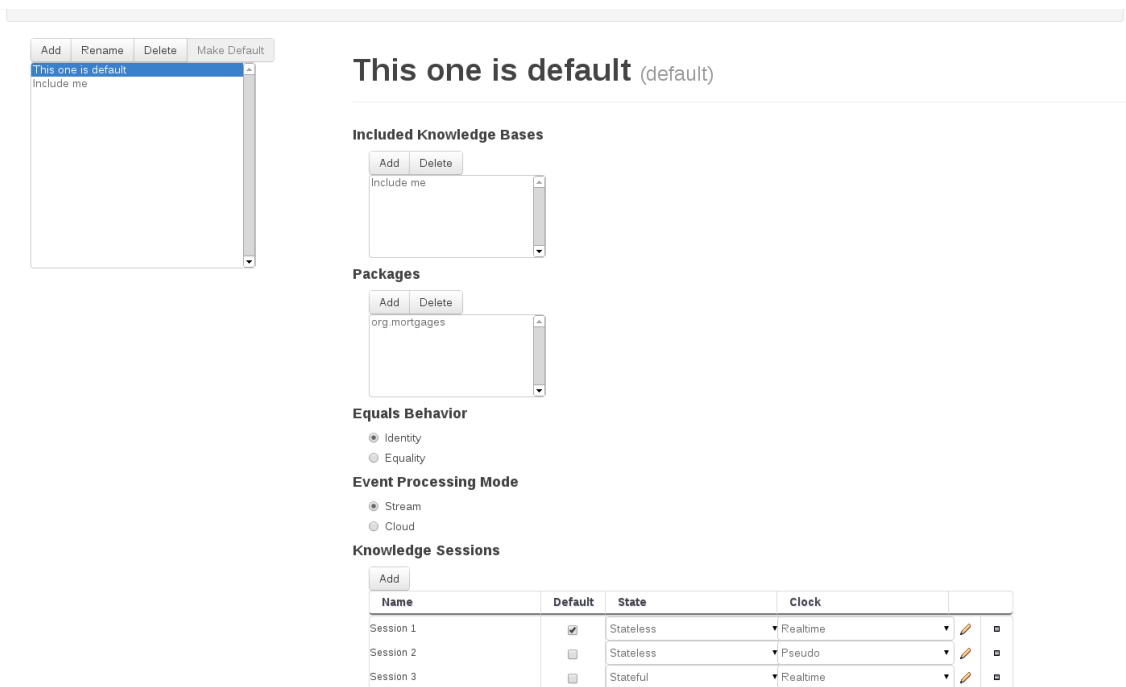 Add Rename Delete Make Default
This one is default
Include me
This one is default (default)
Included Knowledge Bases
Add Delete
Include me
Packages
Add Delete
org.mortgages
Equals Behavior
Identity
Equality
Event Processing Mode
Stream
Cloud
Knowledge Sessions
Add
Name Default State Clock
Session 1 Stateless Realtime
Session 2 Stateless Pseudo
Session 3 Stateful Realtime